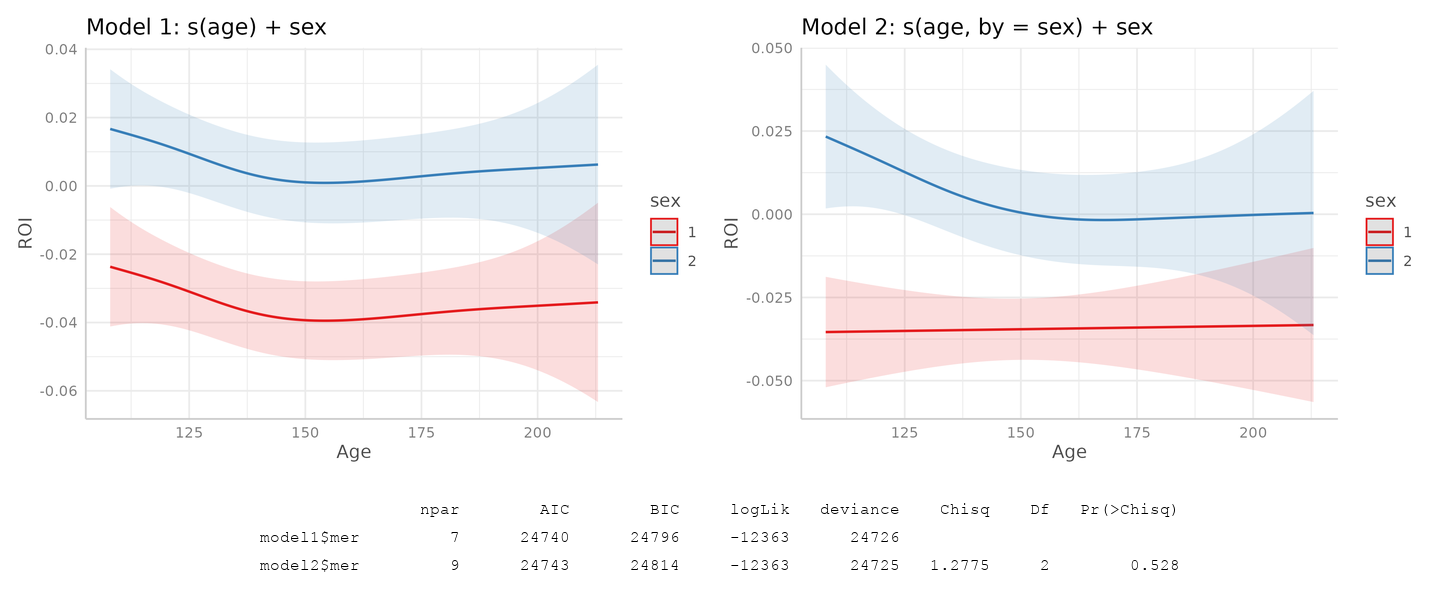 Model 1: s(age) + sex
0.04
0.02
0.00
-0.02
-0.04
-0.06
ROI
125 150 175 200
Age
sex
1
2
Model 2: s(age, by = sex) + sex
0.050
0.025
0.000
-0.025
-0.050
ROI
125 150 175 200
Age
sex
1
2
npar AIC BIC logLik deviance Chisq Df Pr(>Chisq)
model1$mer 7 24740 24796 -12363 24726
model2$mer 9 24743 24814 -12363 24725 1.2775 2 0.528